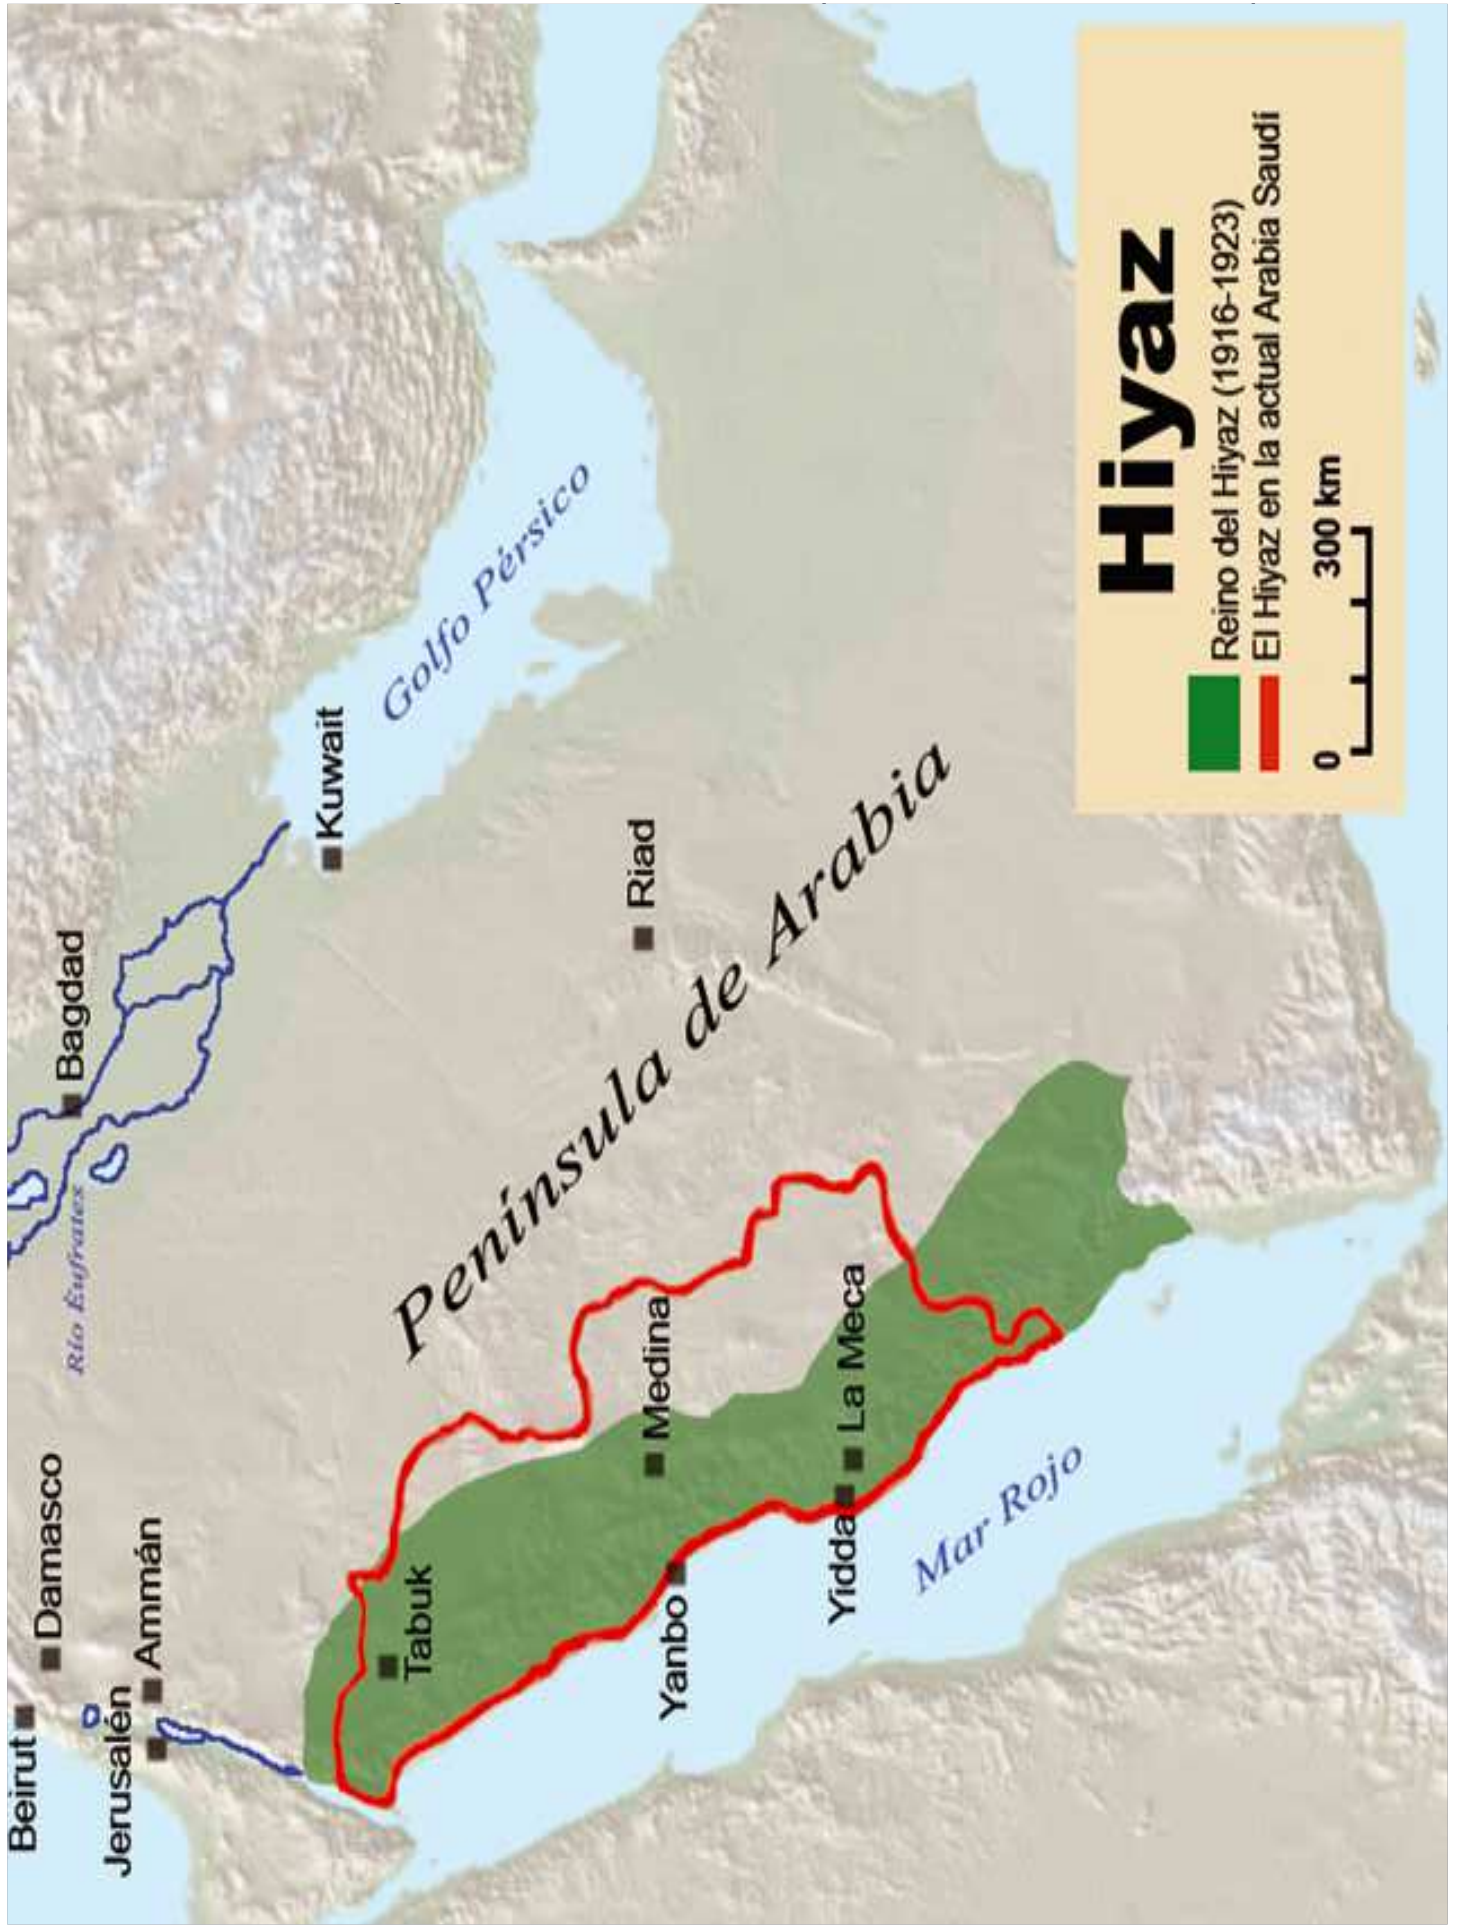 Beirut
Damasco
Jerusalén
Ammán
Bagdad
Río Éufrates
Kuwait
Golfo Pérsico
Tabuk
Península de Arabia
Medina
Riad
Yanbo
Yidda
La Meca
Mar Rojo
Hiyaz
Reino del Hiyaz (1916-1923)
El Hiyaz en la actual Arabia Saudí
0 300 km